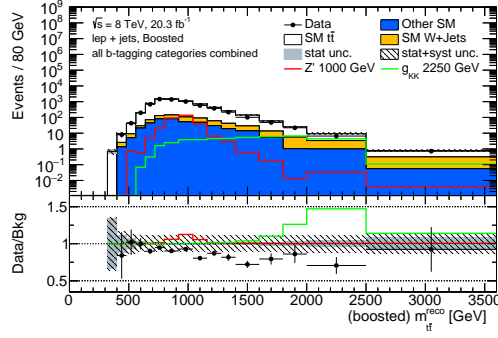 √s = 8 TeV, 20.3 fb⁻¹
lep + jets, Boosted
all b-tagging categories combined
Data
SM tt̄
stat unc.
Z' 1000 GeV
Other SM
SM W+Jets
stat+syst unc.
g_KK 2250 GeV
Events / 80 GeV
10⁹
10⁸
10⁷
10⁶
10⁵
10⁴
10³
10²
10
1
10⁻¹
10⁻²
Data/Bkg
1.5
1
0.5
0 500 1000 1500 2000 2500 3000 3500
(boosted) m_tt̄^reco [GeV]